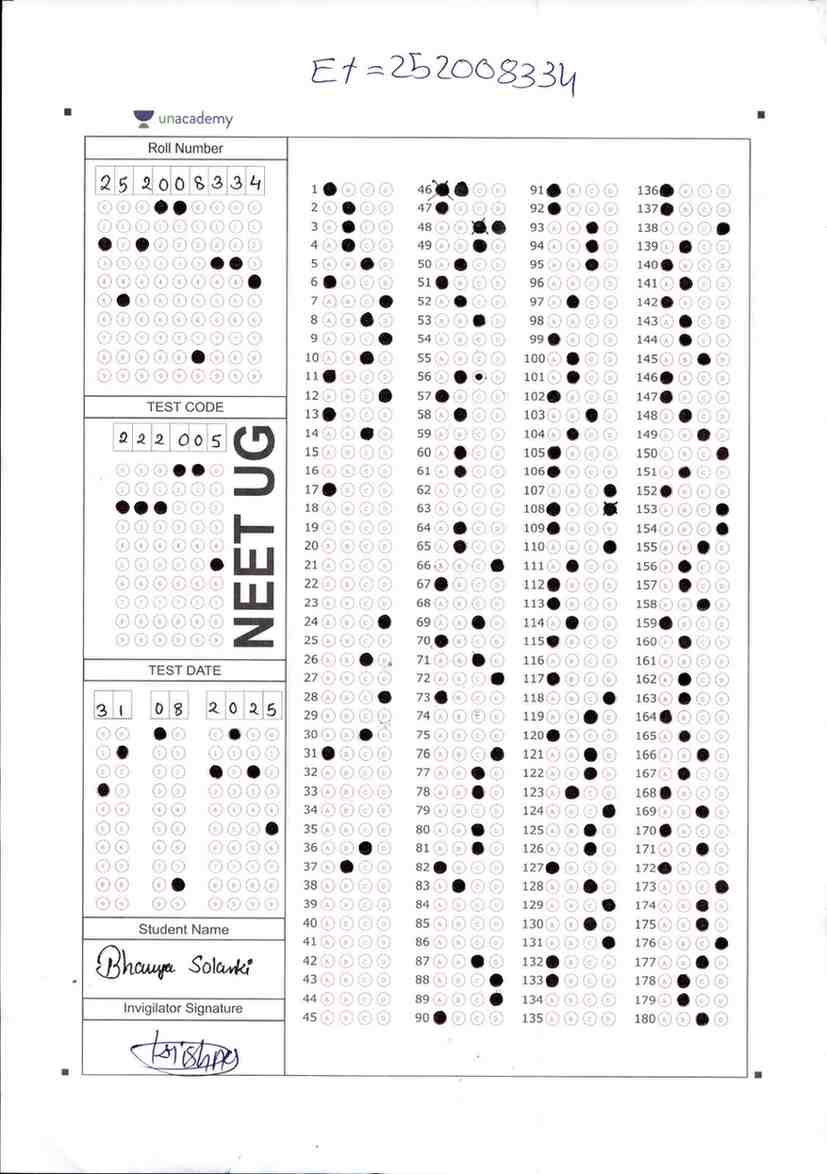 Et = 252008334
unacademy
Roll Number
2 5 2 0 0 8 3 3 4
TEST CODE
2 2 2 0 0 5
NEET UG
TEST DATE
3 1 0 8 2 0 2 5
Student Name
Bhavya Solanki
Invigilator Signature
1 46 91 136
2 47 92 137
3 48 93 138
4 49 94 139
5 50 95 140
6 51 96 141
7 52 97 142
8 53 98 143
9 54 99 144
10 55 100 145
11 56 101 146
12 57 102 147
13 58 103 148
14 59 104 149
15 60 105 150
16 61 106 151
17 62 107 152
18 63 108 153
19 64 109 154
20 65 110 155
21 66 111 156
22 67 112 157
23 68 113 158
24 69 114 159
25 70 115 160
26 71 116 161
27 72 117 162
28 73 118 163
29 74 119 164
30 75 120 165
31 76 121 166
32 77 122 167
33 78 123 168
34 79 124 169
35 80 125 170
36 81 126 171
37 82 127 172
38 83 128 173
39 84 129 174
40 85 130 175
41 86 131 176
42 87 132 177
43 88 133 178
44 89 134 179
45 90 135 180